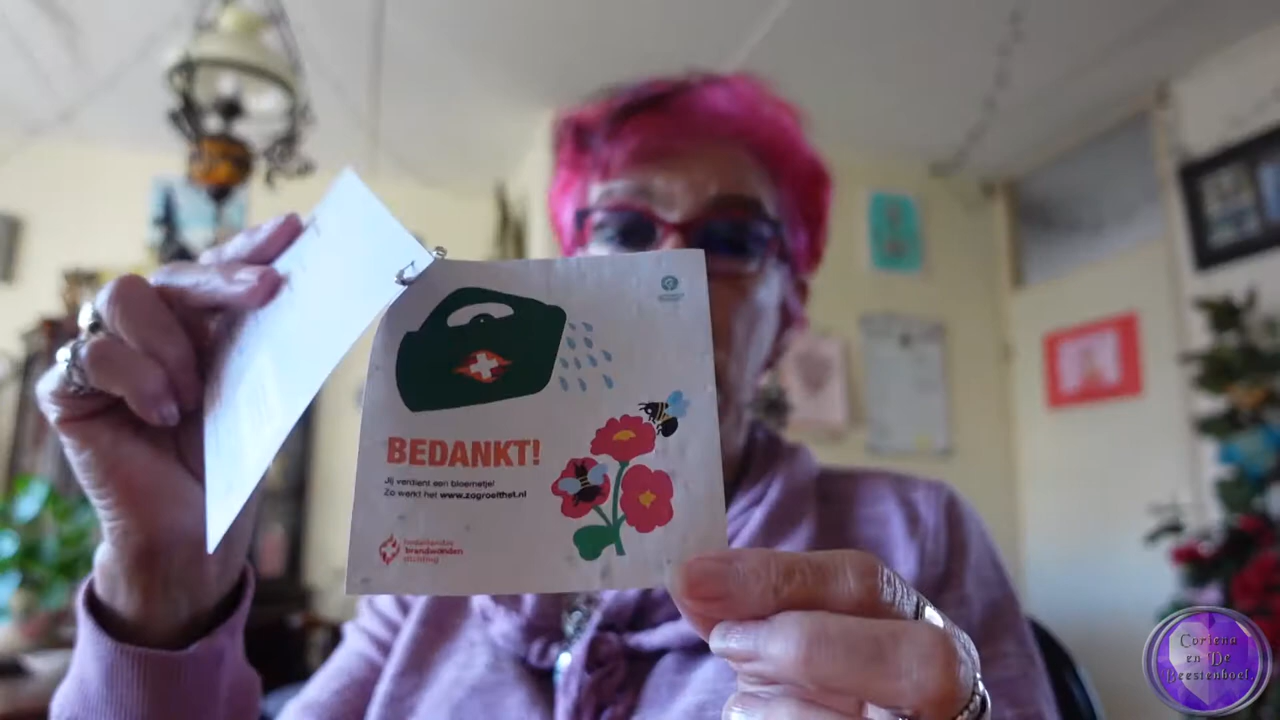 BEDANKT!
Jij verdient een bloemetje!
Zo werkt het www.zogroeithet.nl
nederlandse
brandwonden
stichting
Coriena
en De
Beestenboel.